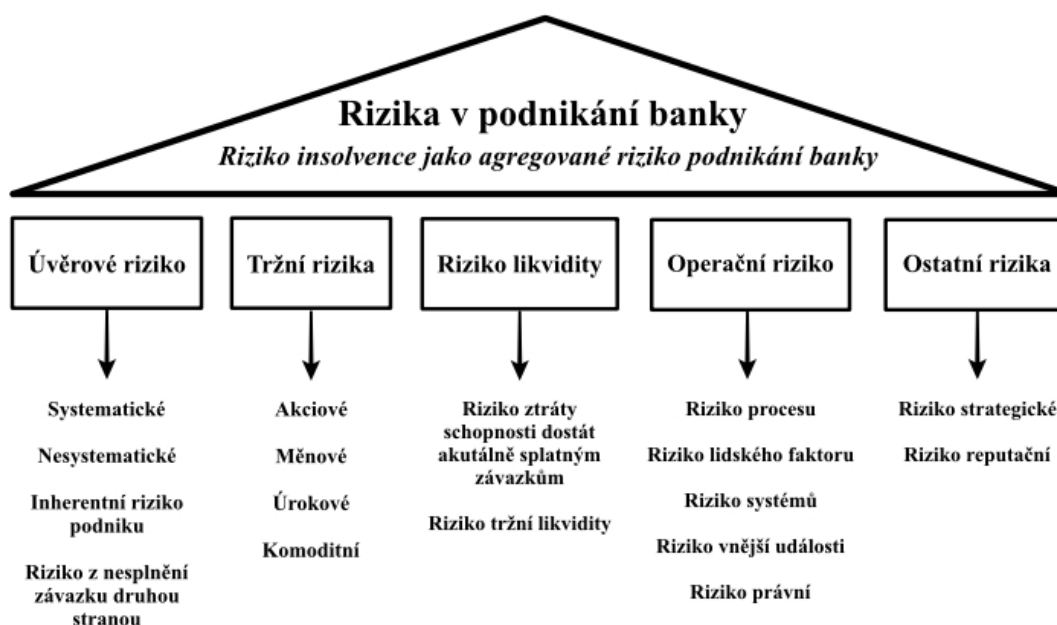 Rizika v podnikání banky
Riziko insolvence jako agregované riziko podnikání banky
Úvěrové riziko
Tržní rizika
Riziko likvidity
Operační riziko
Ostatní rizika
Systematické
Nesystematické
Inherentní riziko
podniku
Riziko z nesplnění
závazku druhou
stranou
Akciové
Měnové
Úrokové
Komoditní
Riziko ztráty
schopnosti dostát
akutálně splatným
závazkům
Riziko tržní likvidity
Riziko procesu
Riziko lidského faktoru
Riziko systémů
Riziko vnější události
Riziko právní
Riziko strategické
Riziko reputační